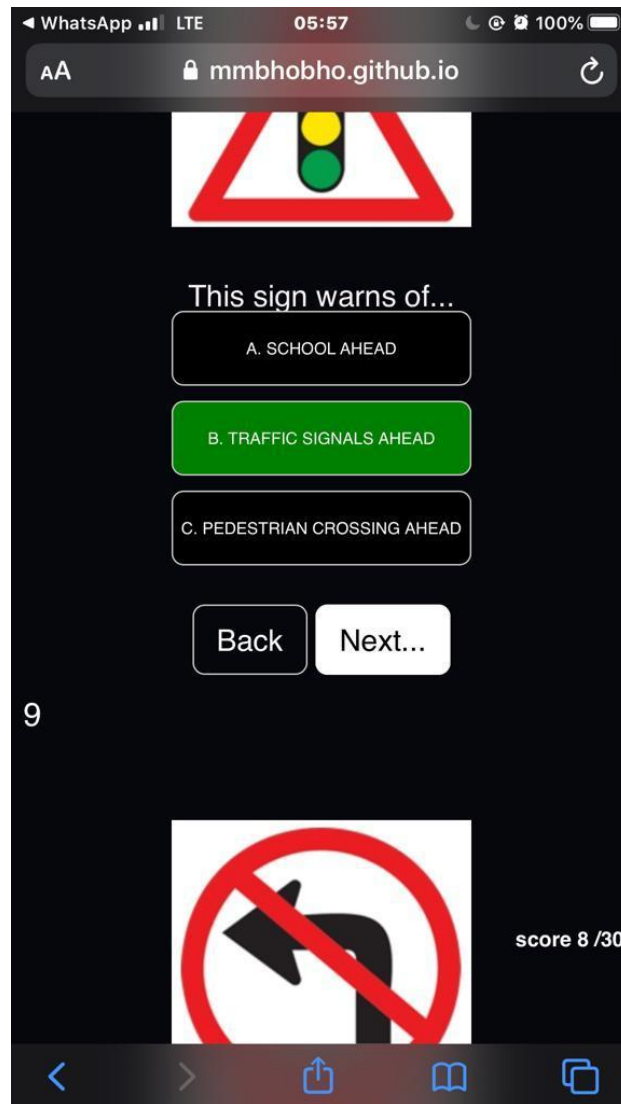 WhatsApp LTE 05:57 100%
AA mmbhobho.github.io
This sign warns of...
A. SCHOOL AHEAD
B. TRAFFIC SIGNALS AHEAD
C. PEDESTRIAN CROSSING AHEAD
Back Next...
9
score 8 /30